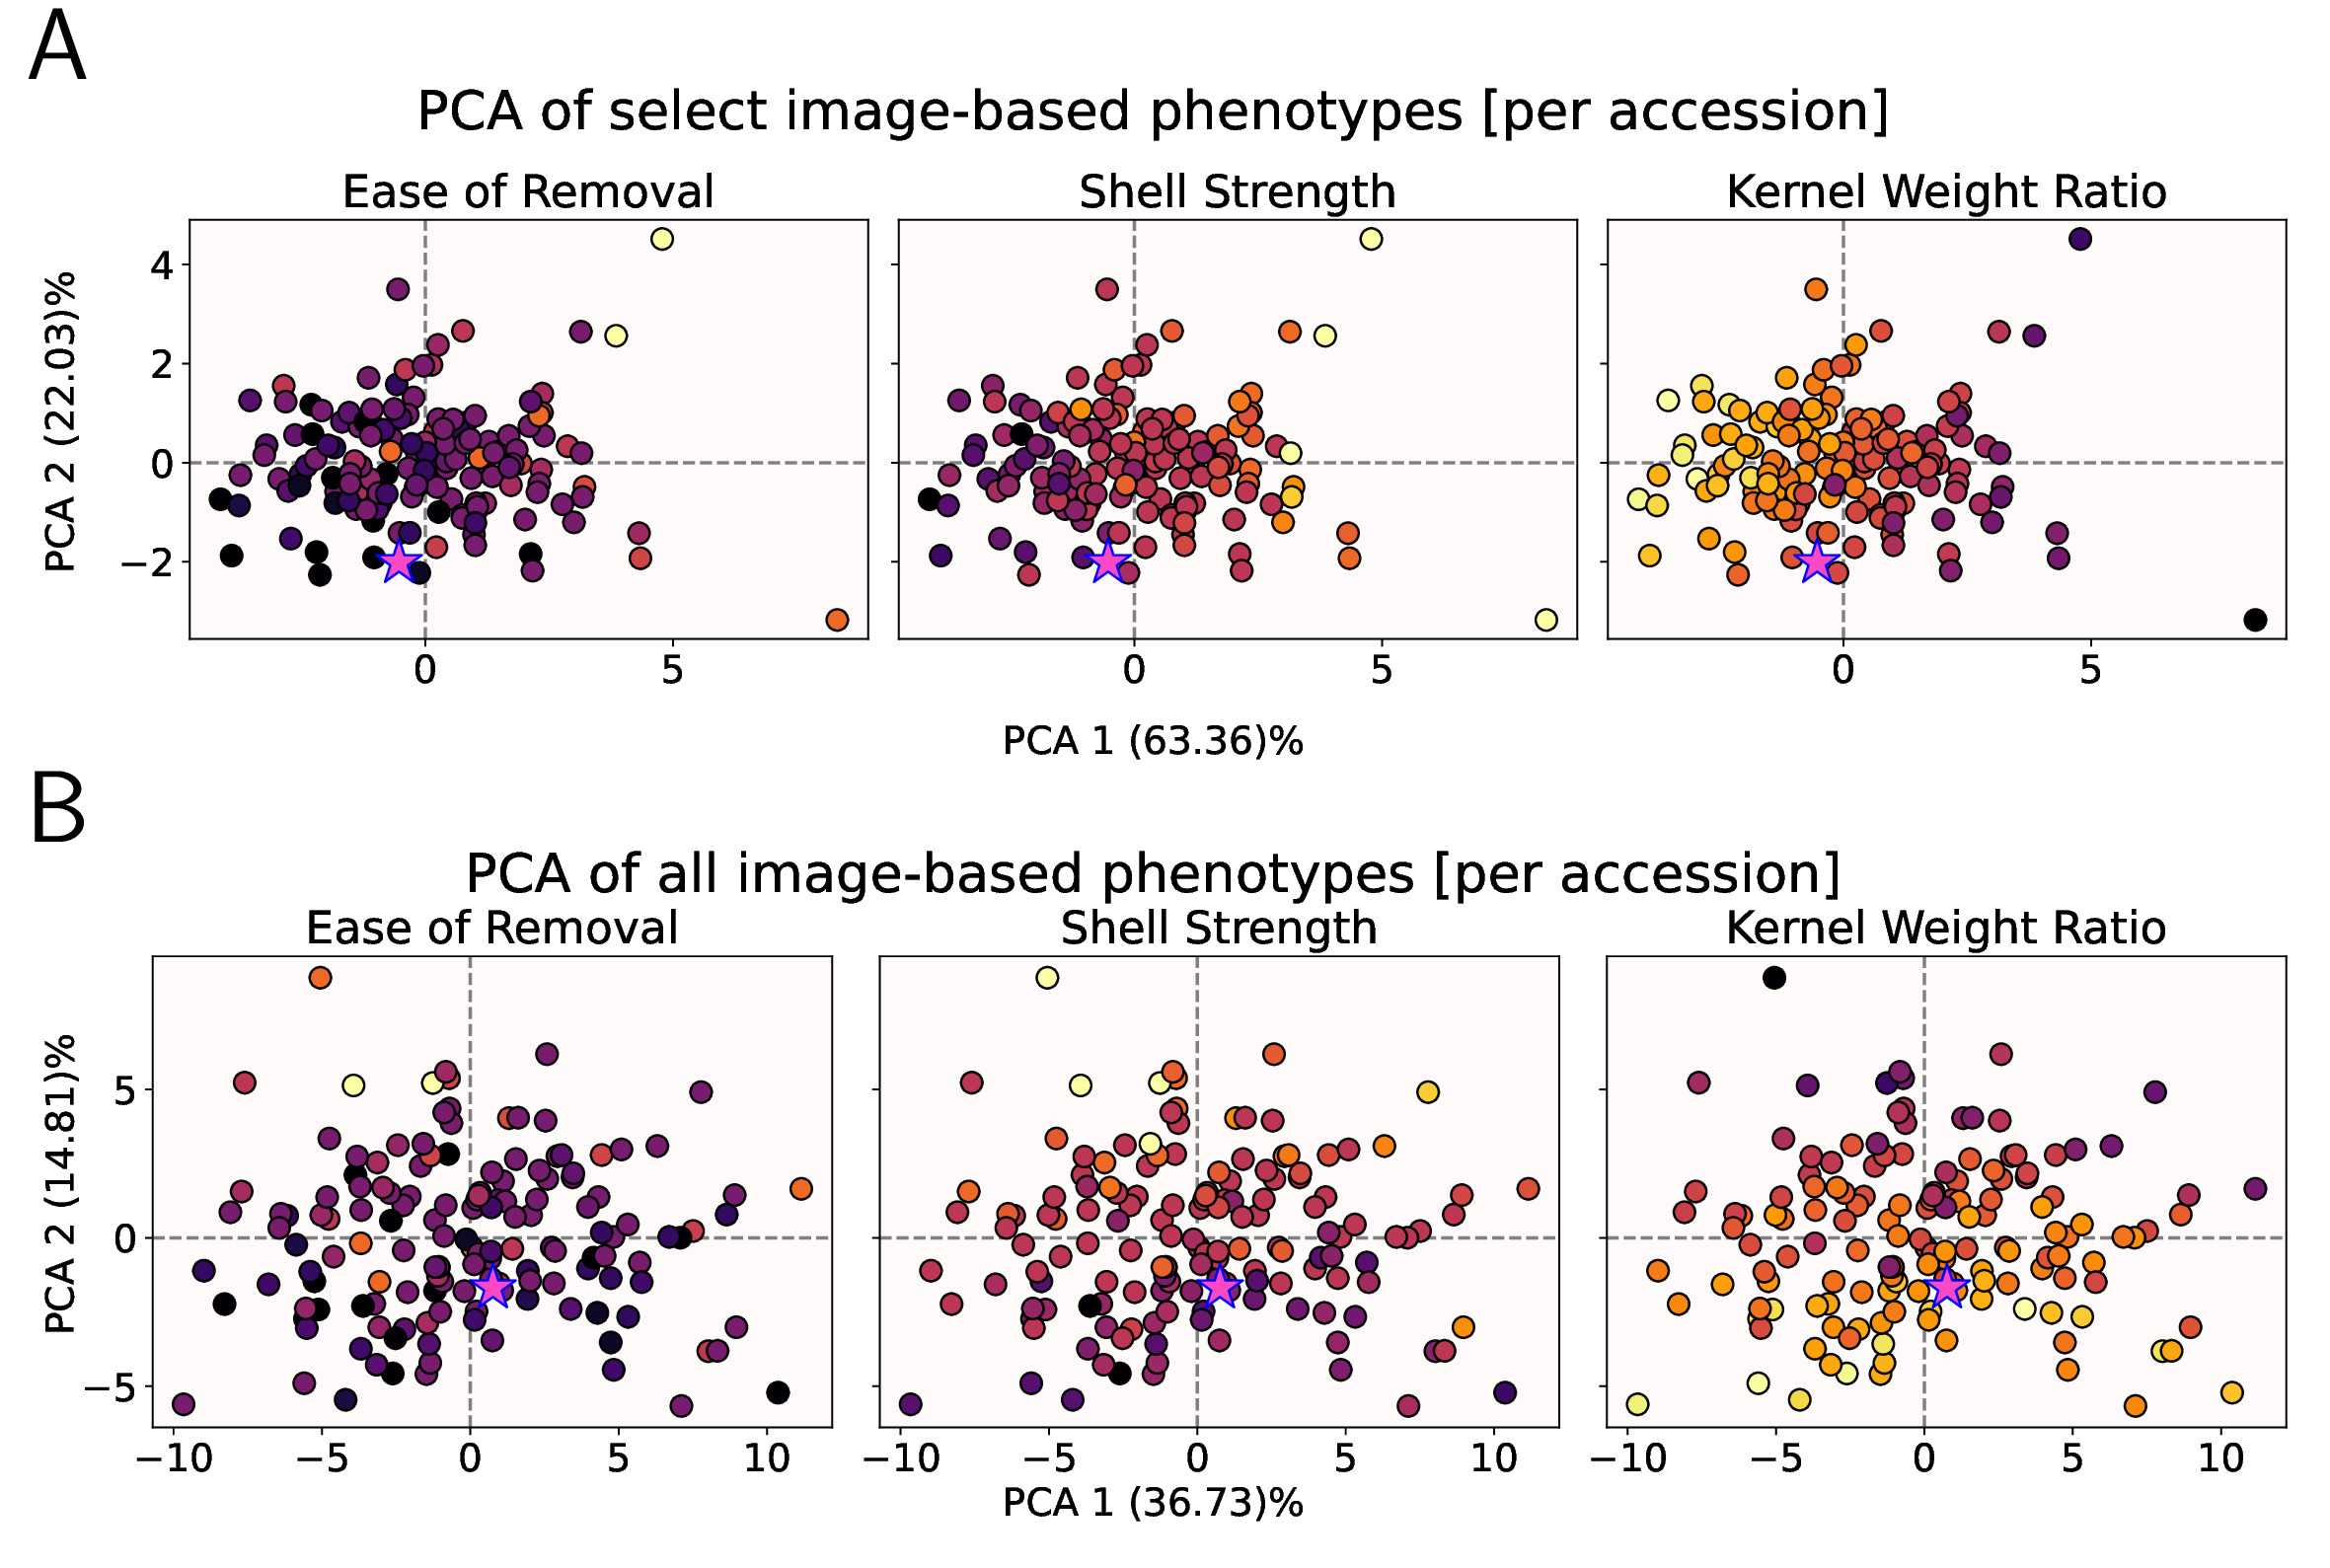 A
PCA of select image-based phenotypes [per accession]
Ease of Removal
Shell Strength
Kernel Weight Ratio
PCA 2 (22.03)%
4
2
0
−2
0
5
0
5
0
5
PCA 1 (63.36)%
B
PCA of all image-based phenotypes [per accession]
Ease of Removal
Shell Strength
Kernel Weight Ratio
PCA 2 (14.81)%
5
0
−5
−10
−5
0
5
10
−10
−5
0
5
10
−10
−5
0
5
10
PCA 1 (36.73)%